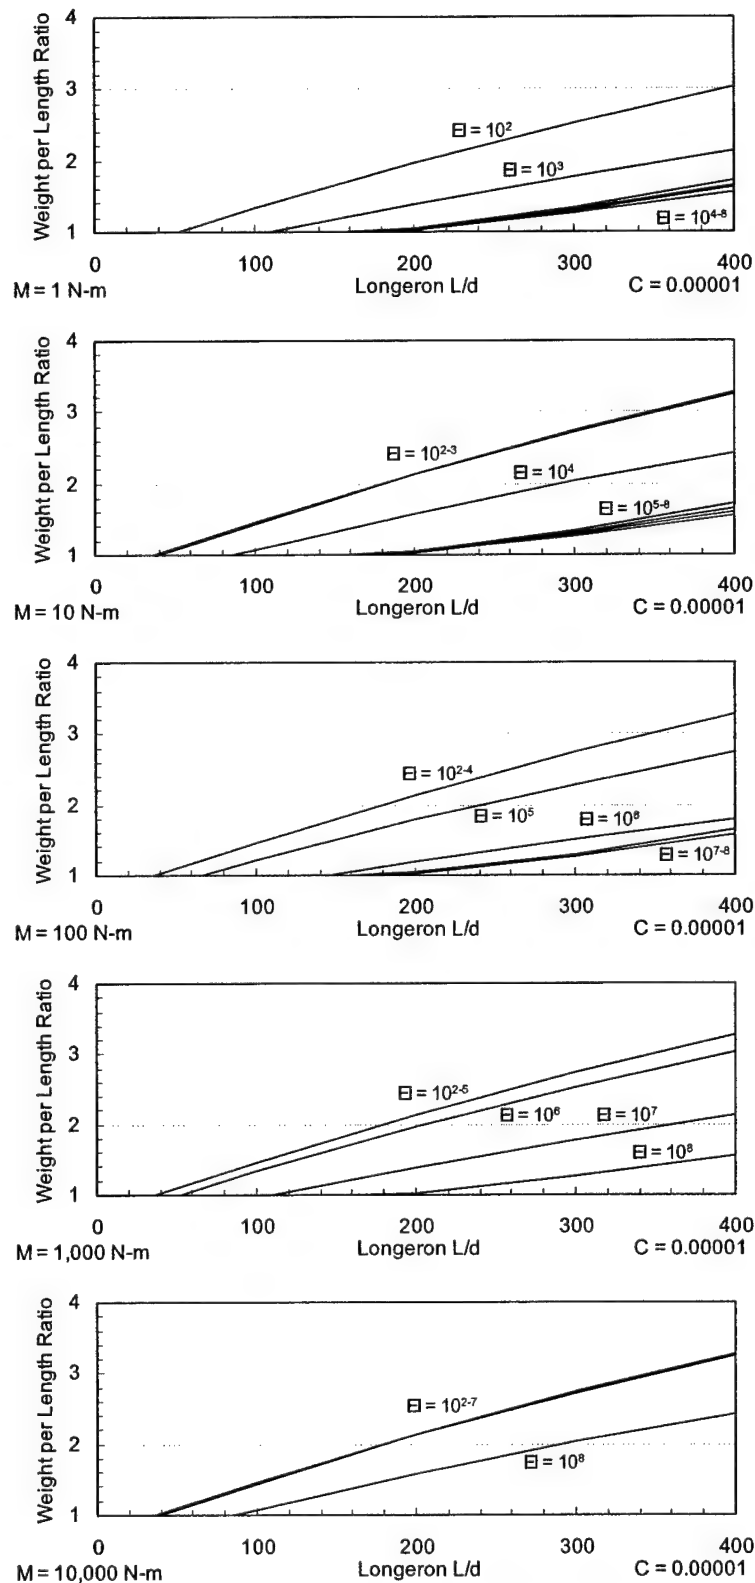 Weight per Length Ratio
4
3
EI = 10²
2
EI = 10³
EI = 10⁴⁻⁸
1
0 100 200 300 400
M = 1 N-m Longeron L/d C = 0.00001
Weight per Length Ratio
4
3
EI = 10²⁻³
EI = 10⁴
2
EI = 10⁵⁻⁸
1
0 100 200 300 400
M = 10 N-m Longeron L/d C = 0.00001
Weight per Length Ratio
4
3
EI = 10²⁻⁴
2
EI = 10⁵ EI = 10⁶
EI = 10⁷⁻⁸
1
0 100 200 300 400
M = 100 N-m Longeron L/d C = 0.00001
Weight per Length Ratio
4
3
EI = 10²⁻⁵
EI = 10⁶ EI = 10⁷
2
EI = 10⁸
1
0 100 200 300 400
M = 1,000 N-m Longeron L/d C = 0.00001
Weight per Length Ratio
4
3
EI = 10²⁻⁷
2
EI = 10⁸
1
0 100 200 300 400
M = 10,000 N-m Longeron L/d C = 0.00001